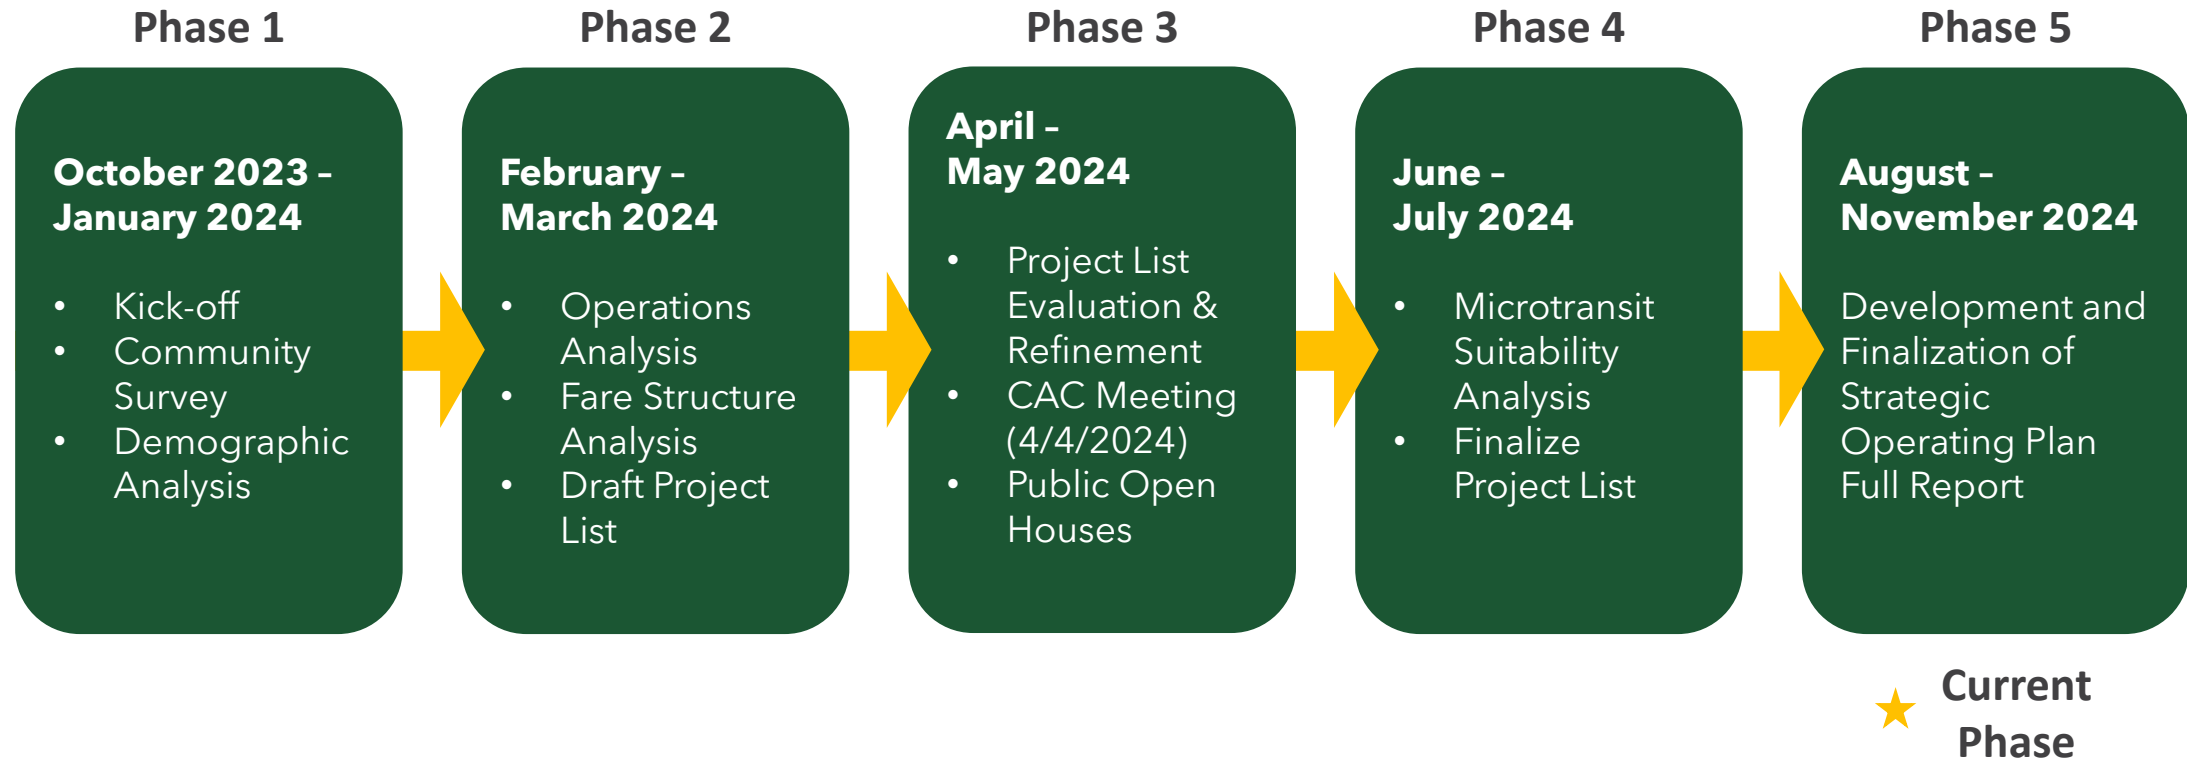 Phase 1
October 2023 –
January 2024
• Kick-off
• Community
Survey
• Demographic
Analysis
Phase 2
February –
March 2024
• Operations
Analysis
• Fare Structure
Analysis
• Draft Project
List
Phase 3
April –
May 2024
• Project List
Evaluation &
Refinement
• CAC Meeting
(4/4/2024)
• Public Open
Houses
Phase 4
June –
July 2024
• Microtransit
Suitability
Analysis
• Finalize
Project List
Phase 5
August –
November 2024
Development and
Finalization of
Strategic
Operating Plan
Full Report
Current
Phase